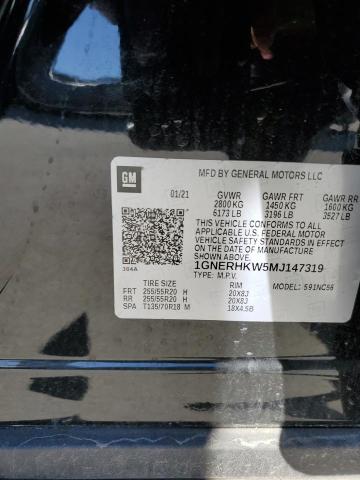 GM
MFD BY GENERAL MOTORS LLC
01/21
GVWR GAWR FRT GAWR RR
2800 KG 1450 KG 1600 KG
6173 LB 3196 LB 3527 LB
THIS VEHICLE CONFORMS TO ALL
APPLICABLE U.S. FEDERAL MOTOR
VEHICLE SAFETY STANDARDS IN
EFFECT ON THE DATE OF MANUFACTURE
SHOWN ABOVE.
1GNERHKW5MJ147319
TYPE: M.P.V.
304A
TIRE SIZE RIM MODEL: S91NC56
FRT 255/55R20 H 20X8J
RR 255/55R20 H 20X8J
SPA T135/70R18 M 18X4.5B